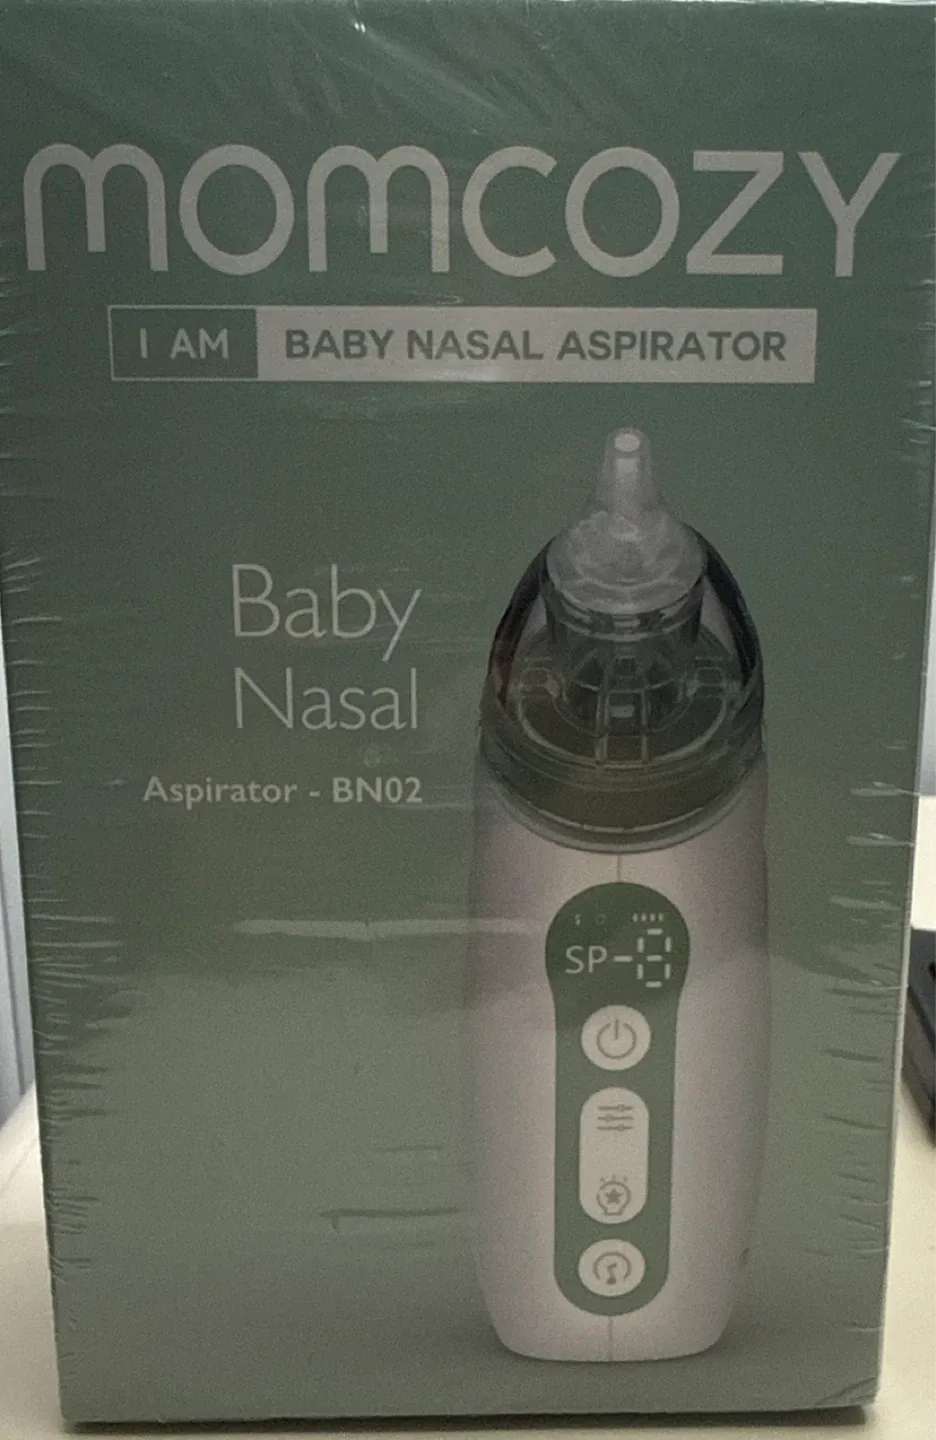 momcozy
I AM BABY NASAL ASPIRATOR
Baby
Nasal
Aspirator - BN02
SP-8